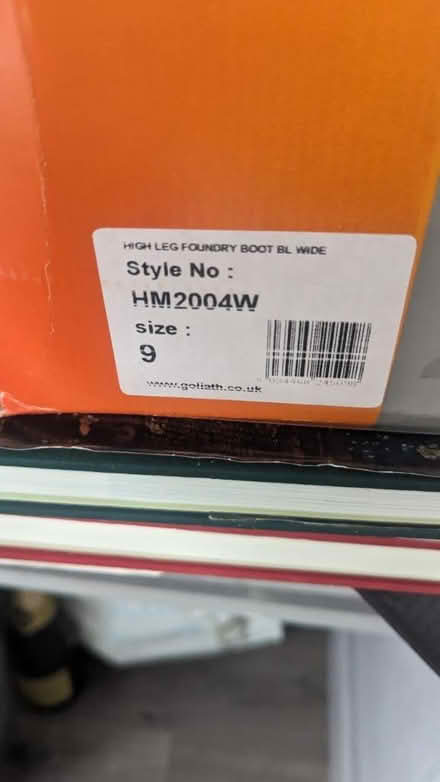 HIGH LEG FOUNDRY BOOT BL WIDE
Style No :
HM2004W
size :
9
www.goliath.co.uk